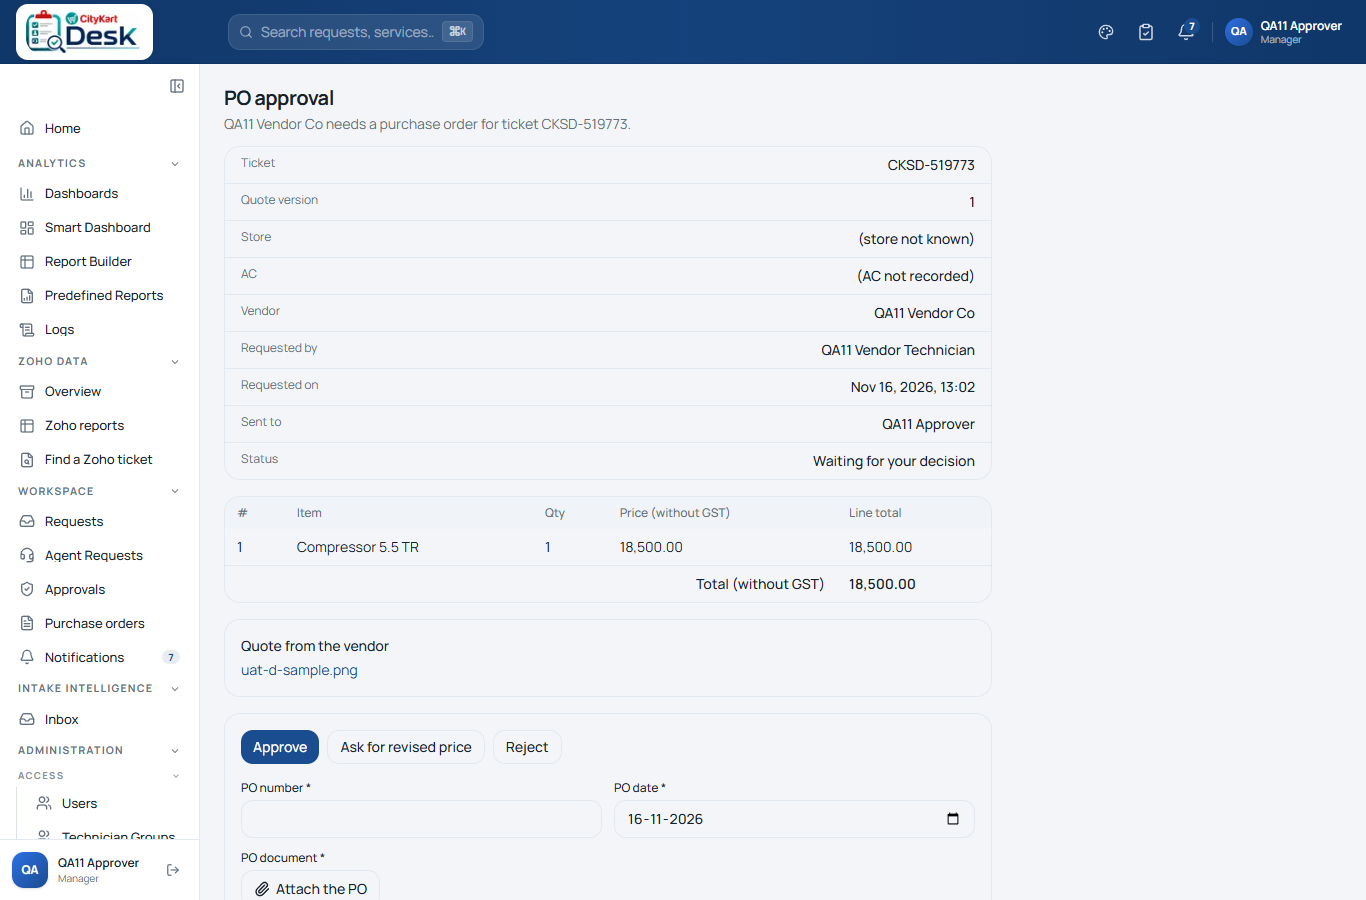 CityKart
Desk
Search requests, services..
⌘K
7
QA
QA11 Approver
Manager
Home
ANALYTICS
Dashboards
Smart Dashboard
Report Builder
Predefined Reports
Logs
ZOHO DATA
Overview
Zoho reports
Find a Zoho ticket
WORKSPACE
Requests
Agent Requests
Approvals
Purchase orders
Notifications 7
INTAKE INTELLIGENCE
Inbox
ADMINISTRATION
ACCESS
Users
Technician Groups
QA
QA11 Approver
Manager
PO approval
QA11 Vendor Co needs a purchase order for ticket CKSD-519773.
Ticket CKSD-519773
Quote version 1
Store (store not known)
AC (AC not recorded)
Vendor QA11 Vendor Co
Requested by QA11 Vendor Technician
Requested on Nov 16, 2026, 13:02
Sent to QA11 Approver
Status Waiting for your decision
# Item Qty Price (without GST) Line total
1 Compressor 5.5 TR 1 18,500.00 18,500.00
Total (without GST) 18,500.00
Quote from the vendor
uat-d-sample.png
Approve Ask for revised price Reject
PO number * PO date *
16-11-2026
PO document *
Attach the PO